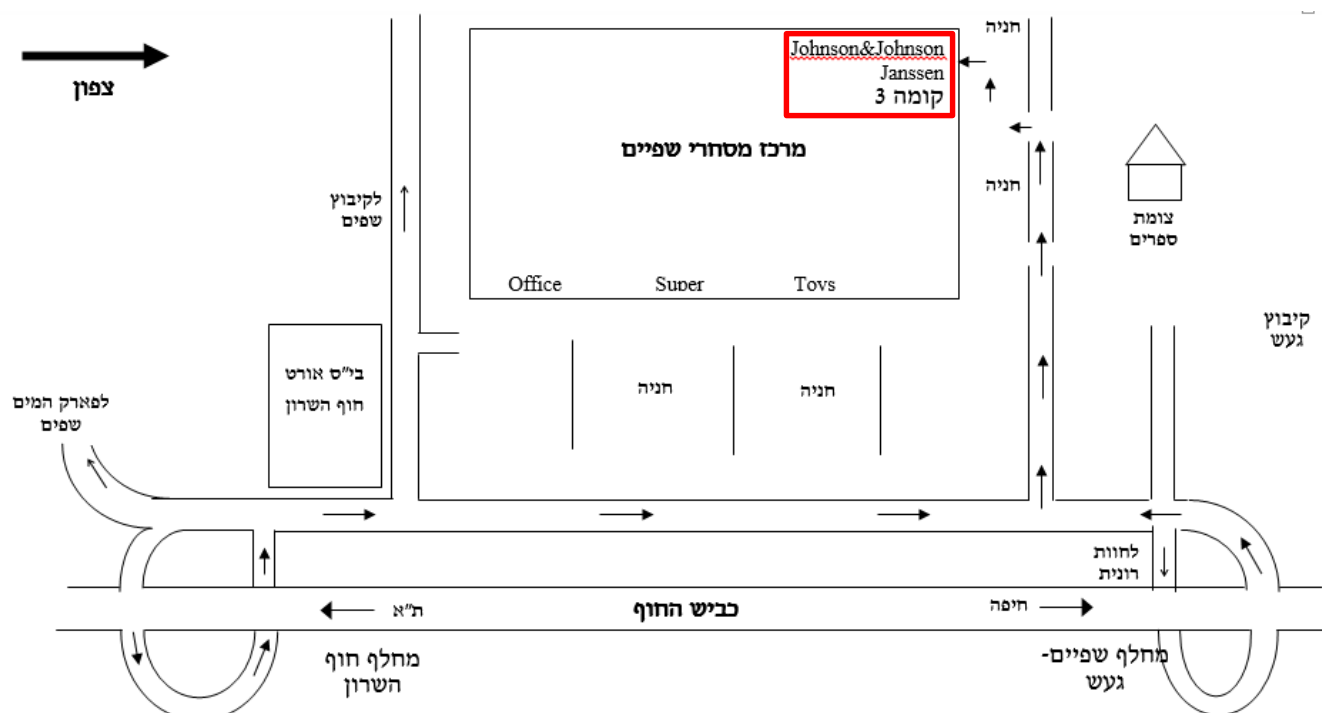 צפון
חניה
Johnson&Johnson
Janssen
קומה 3
מרכז מסחרי שפיים
חניה
לקיבוץ
שפים
צומת
ספרים
Office
Super
Toys
קיבוץ
געש
בי"ס אורט
חוף השרון
חניה
חניה
לפארק המים
שפים
לחוות
רונית
ת"א
כביש החוף
חיפה
מחלף חוף
השרון
מחלף שפיים-
געש